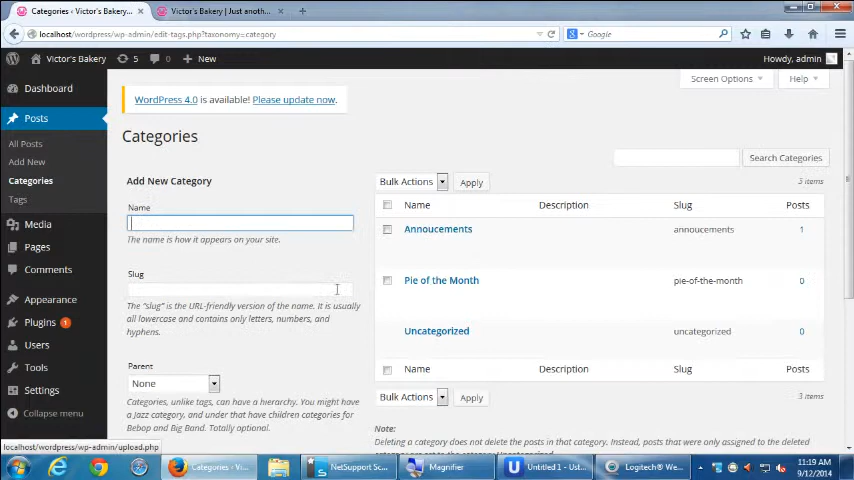 Categories ‹ Victor's Bakery...
Victor's Bakery | Just anoth...
localhost/wordpress/wp-admin/edit-tags.php?taxonomy=category
Google
Victor's Bakery
5
0
New
Howdy, admin
Dashboard
Posts
All Posts
Add New
Categories
Tags
Media
Pages
Comments
Appearance
Plugins 1
Users
Tools
Settings
Collapse menu
Screen Options
Help
WordPress 4.0 is available! Please update now.
Categories
Search Categories
Add New Category
Name
The name is how it appears on your site.
Slug
The “slug” is the URL-friendly version of the name. It is usually
all lowercase and contains only letters, numbers, and
hyphens.
Parent
None
Categories, unlike tags, can have a hierarchy. You might have
a Jazz category, and under that have children categories for
Bebop and Big Band. Totally optional.
Bulk Actions
Apply
3 items
Name Description Slug Posts
Annoucements annoucements 1
Pie of the Month pie-of-the-month 0
Uncategorized uncategorized 0
Name Description Slug Posts
Bulk Actions
Apply
3 items
Note:
Deleting a category does not delete the posts in that category. Instead, posts that were only assigned to the deleted
localhost/wordpress/wp-admin/upload.php
Categories ‹ Vi...
NetSupport Sc...
Magnifier
Untitled 1 - Ust...
Logitech® We...
11:19 AM
9/12/2014